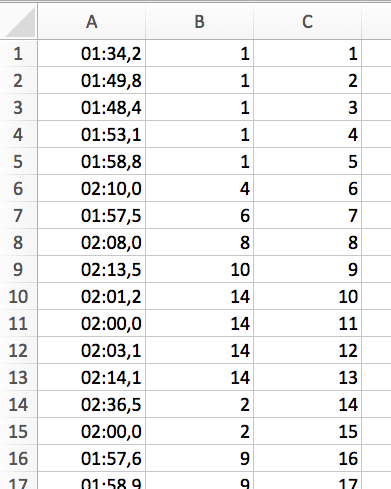 A B C
1 01:34,2 1 1
2 01:49,8 1 2
3 01:48,4 1 3
4 01:53,1 1 4
5 01:58,8 1 5
6 02:10,0 4 6
7 01:57,5 6 7
8 02:08,0 8 8
9 02:13,5 10 9
10 02:01,2 14 10
11 02:00,0 14 11
12 02:03,1 14 12
13 02:14,1 14 13
14 02:36,5 2 14
15 02:00,0 2 15
16 01:57,6 9 16
17 01:58,9 9 17